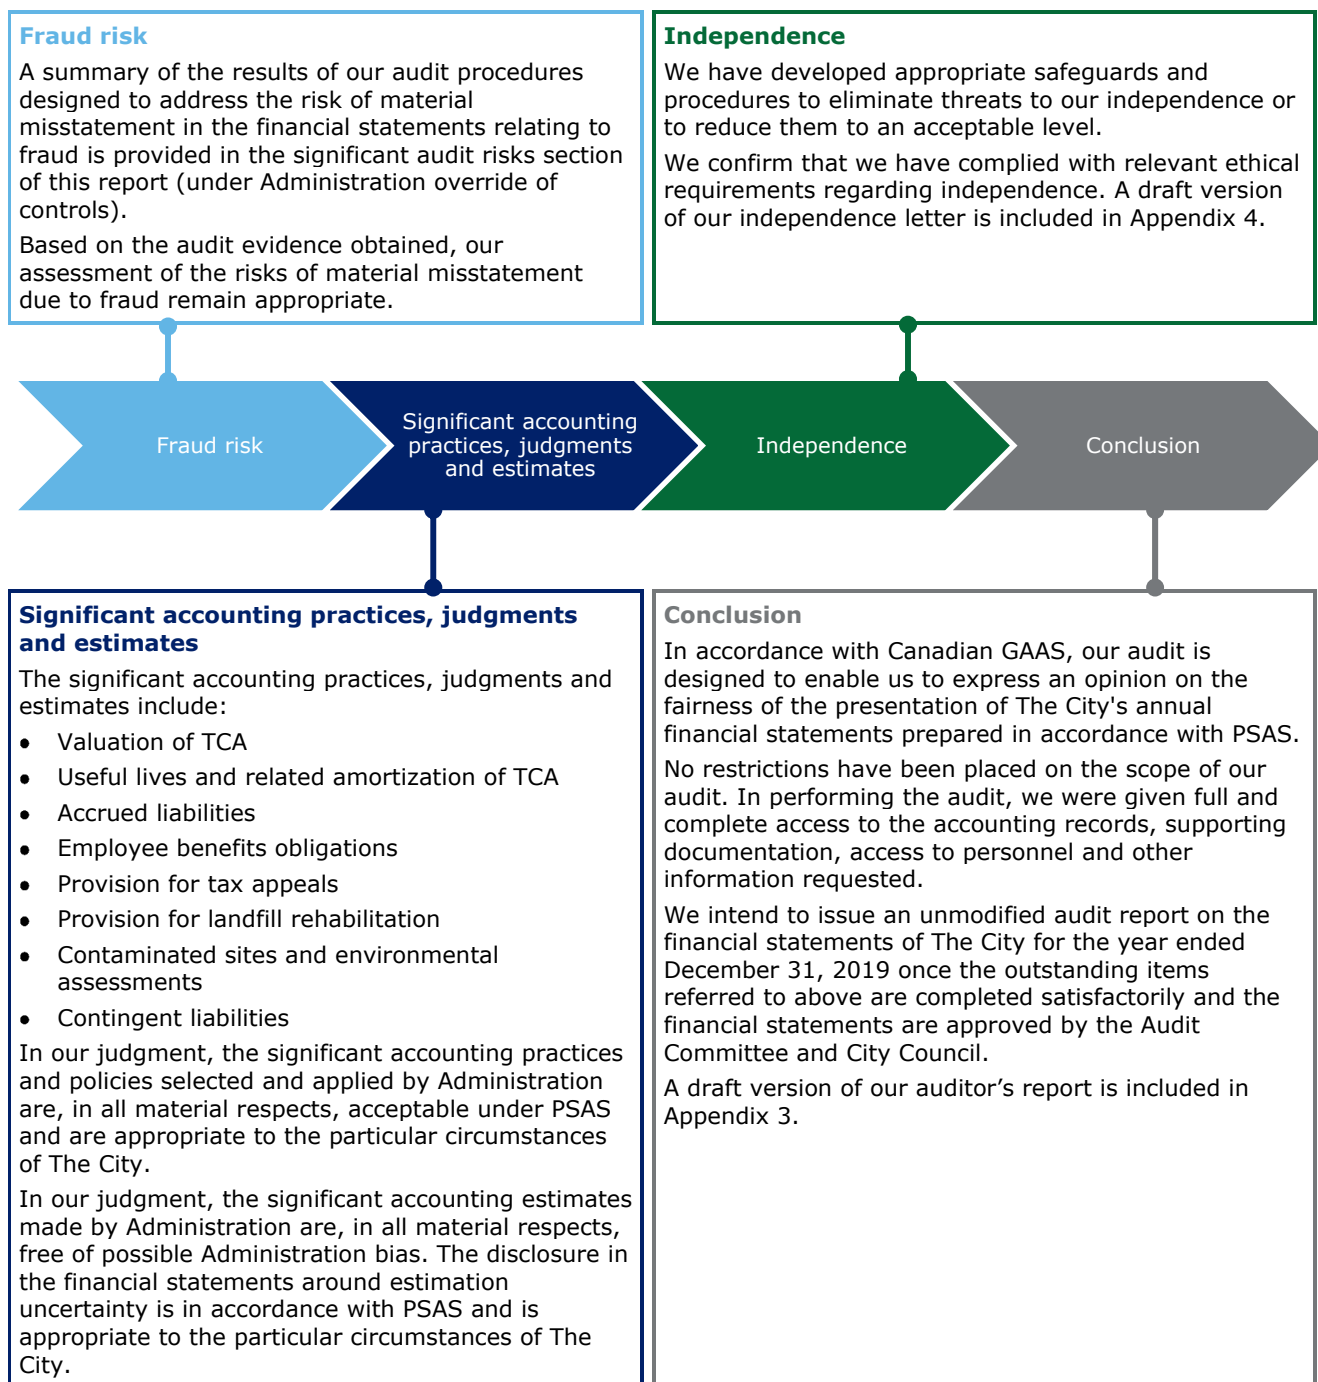 Fraud risk
A summary of the results of our audit procedures
designed to address the risk of material
misstatement in the financial statements relating to
fraud is provided in the significant audit risks section
of this report (under Administration override of
controls).
Based on the audit evidence obtained, our
assessment of the risks of material misstatement
due to fraud remain appropriate.
Independence
We have developed appropriate safeguards and
procedures to eliminate threats to our independence or
to reduce them to an acceptable level.
We confirm that we have complied with relevant ethical
requirements regarding independence. A draft version
of our independence letter is included in Appendix 4.
Fraud risk
Significant accounting
practices, judgments
and estimates
Independence
Conclusion
Significant accounting practices, judgments
and estimates
The significant accounting practices, judgments and
estimates include:
• Valuation of TCA
• Useful lives and related amortization of TCA
• Accrued liabilities
• Employee benefits obligations
• Provision for tax appeals
• Provision for landfill rehabilitation
• Contaminated sites and environmental
assessments
• Contingent liabilities
In our judgment, the significant accounting practices
and policies selected and applied by Administration
are, in all material respects, acceptable under PSAS
and are appropriate to the particular circumstances
of The City.
In our judgment, the significant accounting estimates
made by Administration are, in all material respects,
free of possible Administration bias. The disclosure in
the financial statements around estimation
uncertainty is in accordance with PSAS and is
appropriate to the particular circumstances of The
City.
Conclusion
In accordance with Canadian GAAS, our audit is
designed to enable us to express an opinion on the
fairness of the presentation of The City's annual
financial statements prepared in accordance with PSAS.
No restrictions have been placed on the scope of our
audit. In performing the audit, we were given full and
complete access to the accounting records, supporting
documentation, access to personnel and other
information requested.
We intend to issue an unmodified audit report on the
financial statements of The City for the year ended
December 31, 2019 once the outstanding items
referred to above are completed satisfactorily and the
financial statements are approved by the Audit
Committee and City Council.
A draft version of our auditor’s report is included in
Appendix 3.